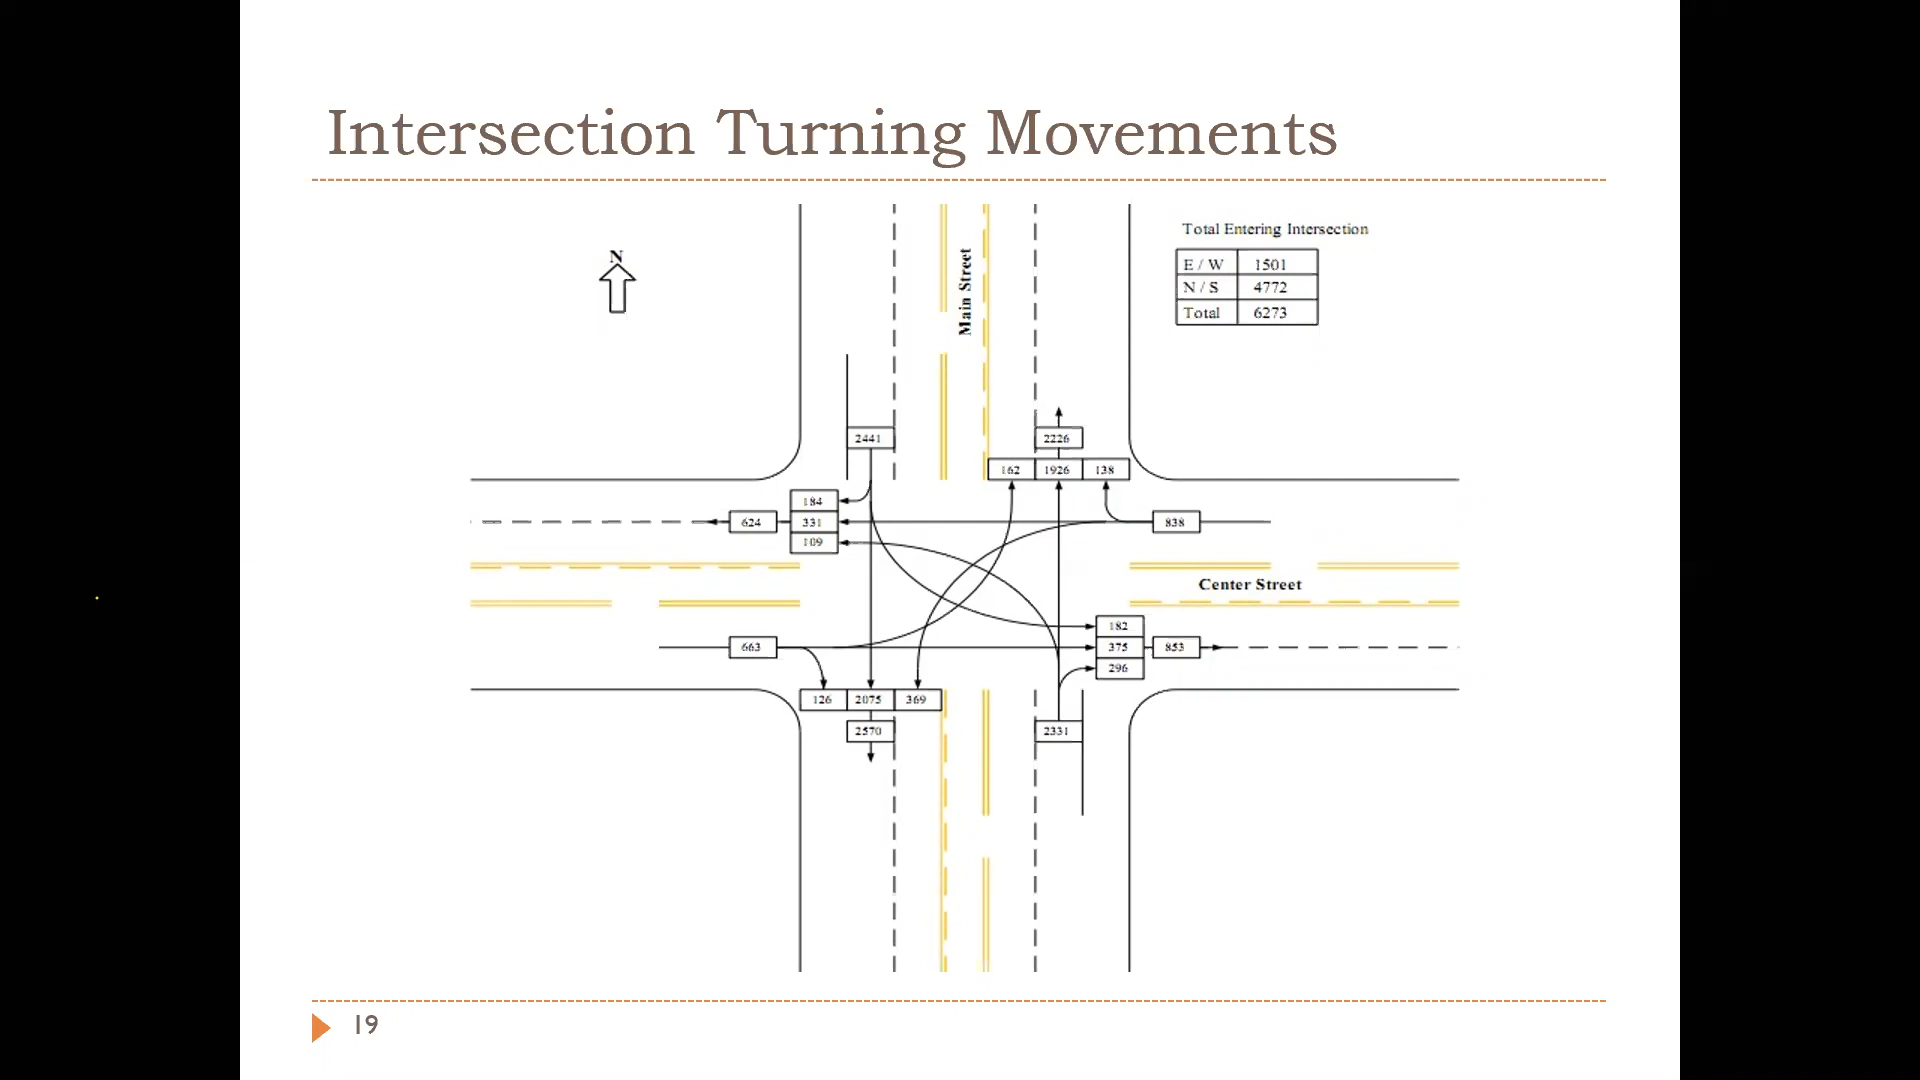 Intersection Turning Movements
Total Entering Intersection
N
Main Street
E / W 1501
N / S 4772
Total 6273
2441
2226
162 1926 138
184
624 331 838
109
Center Street
182
663 375 853
296
126 2075 369
2570 2331
19